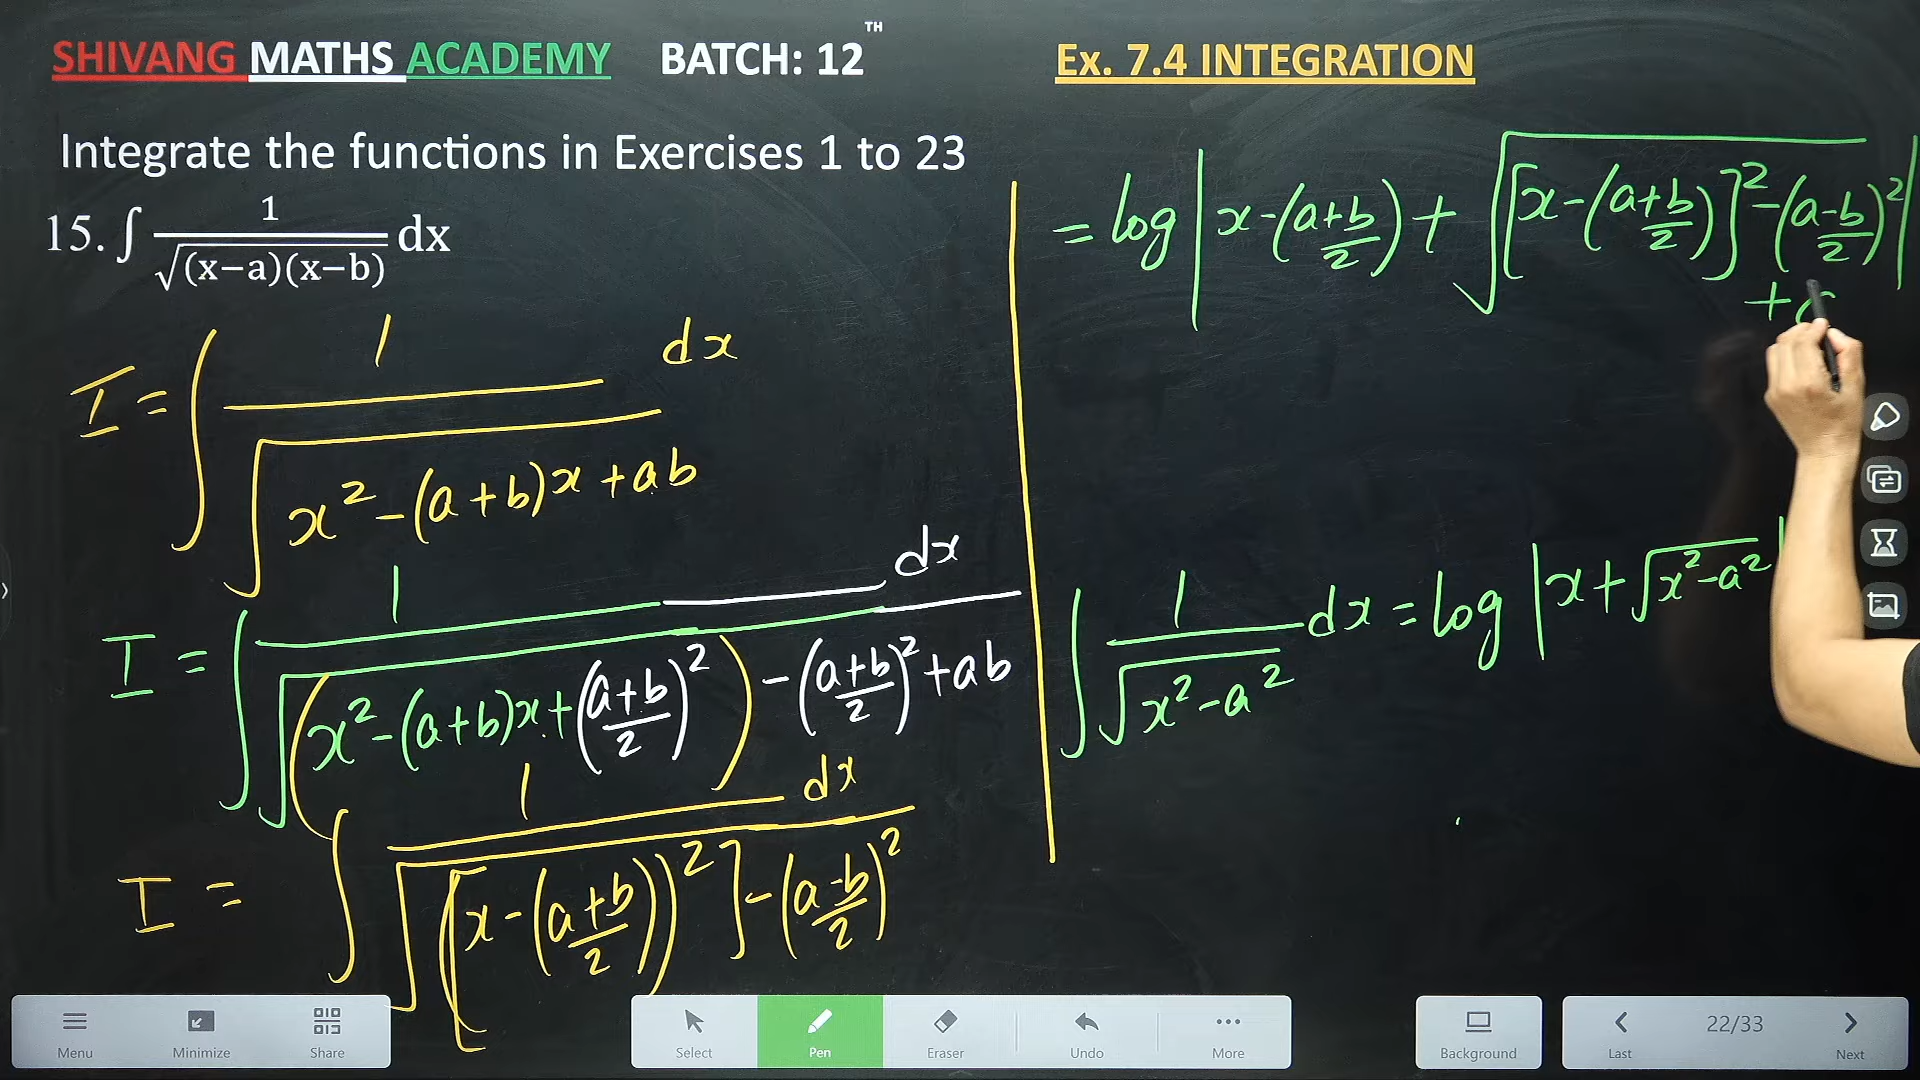 SHIVANG MATHS ACADEMY BATCH: 12TH Ex. 7.4 INTEGRATION
Integrate the functions in Exercises 1 to 23
15. ∫ 1/√((x−a)(x−b)) dx
I = ∫ 1/√(x² − (a+b)x + ab) dx
I = ∫ 1/√((x² − (a+b)x + ((a+b)/2)²) − ((a+b)/2)² + ab) dx
I = ∫ 1/√([(x − ((a+b)/2))²] − ((a−b)/2)²) dx
= log |x − ((a+b)/2) + √([x − ((a+b)/2)]² − ((a−b)/2)²)|
+ c
∫ 1/√(x² − a²) dx = log |x + √(x² − a²)|
Menu
Minimize
Share
Select
Pen
Eraser
Undo
More
Background
Last
22/33
Next